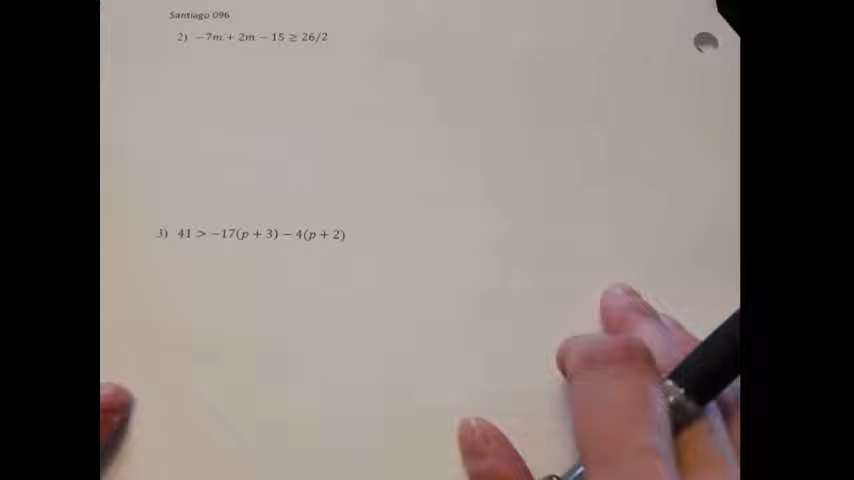 Santiago 096
2) −7m + 2m − 15 ≥ 26/2
3) 41 > −17(p + 3) − 4(p + 2)